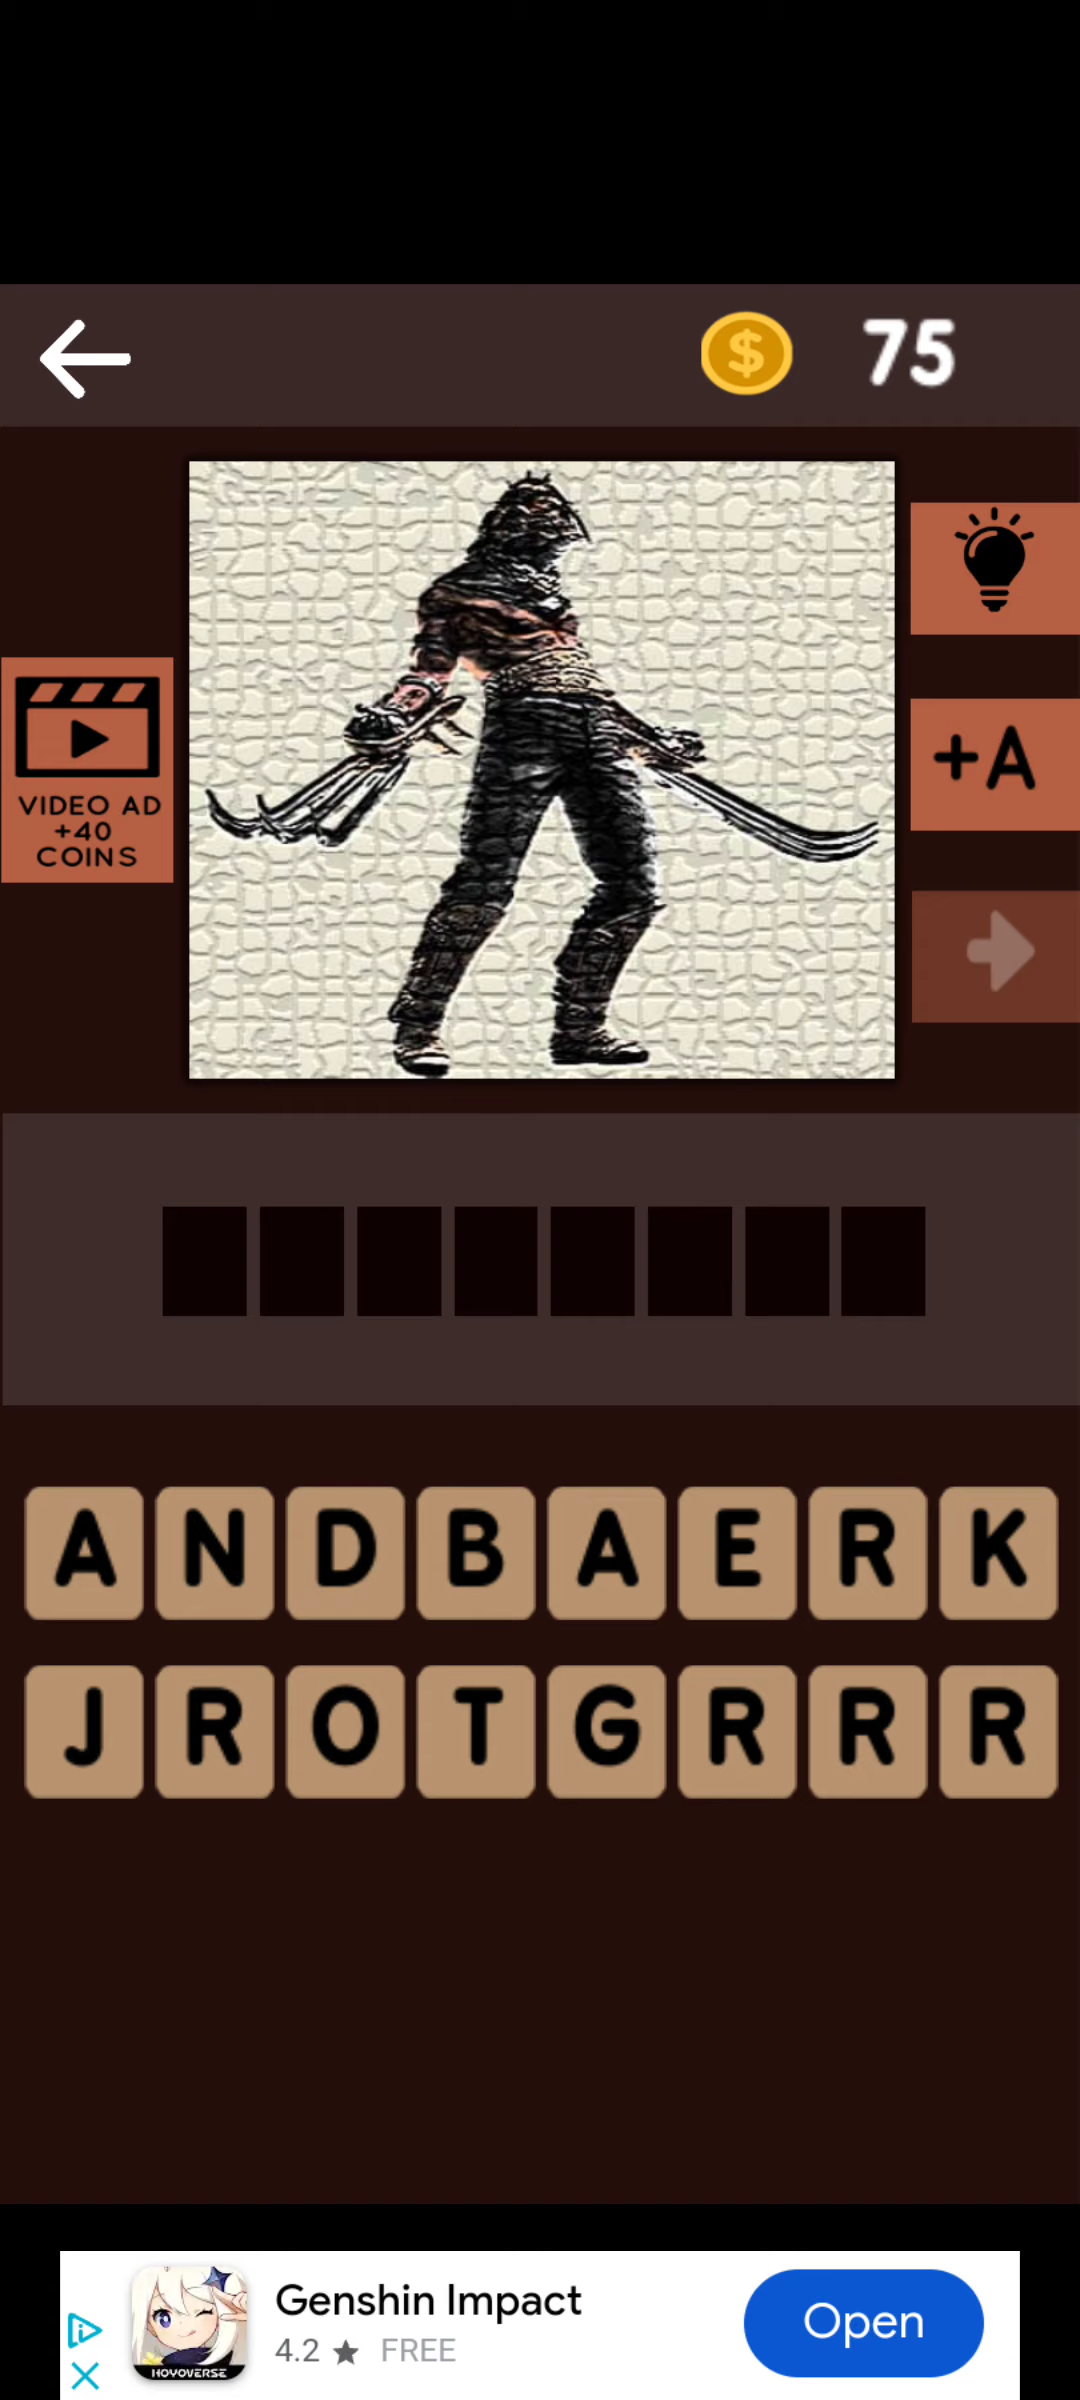 $ 75
VIDEO AD
+40
COINS
+A
A N D B A E R K
J R O T G R R R
HOYOVERSE
Genshin Impact
4.2 ★ FREE
Open